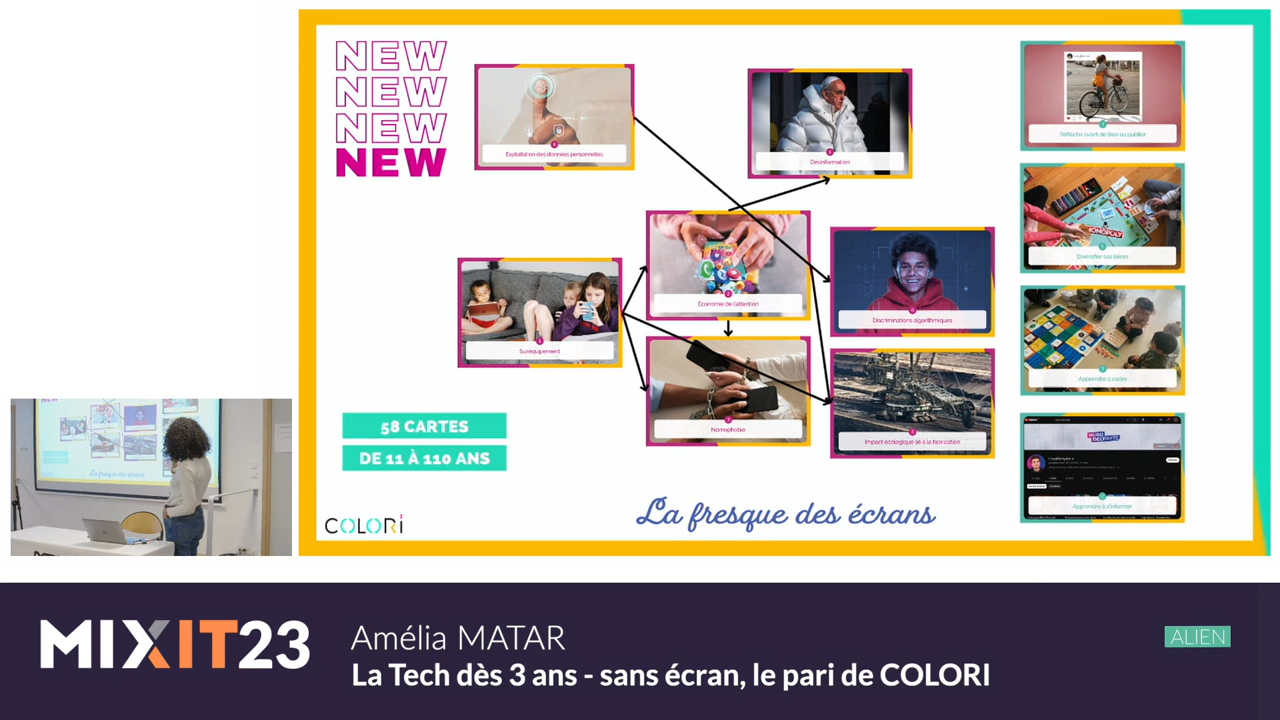 NEW
NEW
NEW
NEW
Exploitation des données personnelles
Désinformation
Réfléchir avant de liker ou publier
MONOPOLY
Diversifier ses loisirs
Économie de l'attention
Discriminations algorithmiques
Suréquipement
Apprendre à coder
Nomophobie
Impact écologique lié à la fabrication
HUGO
DÉCRYPTE
Apprendre à s'informer
58 CARTES
DE 11 À 110 ANS
La fresque des écrans
COLORi
MIXIT23
Amélia MATAR
La Tech dès 3 ans - sans écran, le pari de COLORI
ALIEN